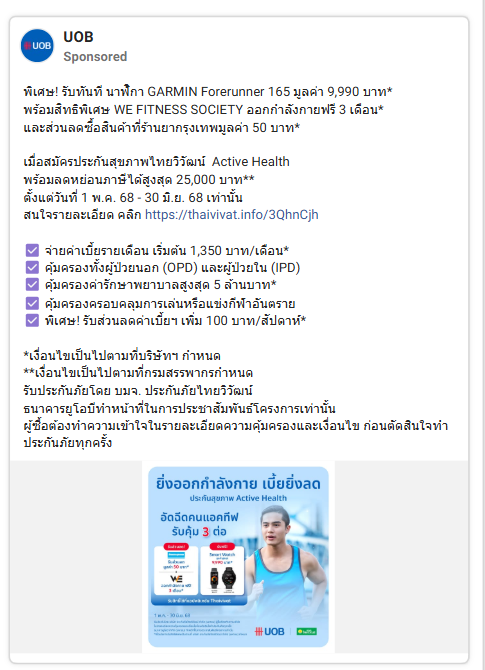 UOB
UOB
Sponsored
พิเศษ! รับทันที นาฬิกา GARMIN Forerunner 165 มูลค่า 9,990 บาท*
พร้อมสิทธิพิเศษ WE FITNESS SOCIETY ออกกำลังกายฟรี 3 เดือน*
และส่วนลดซื้อสินค้าที่ร้านยากรุงเทพมูลค่า 50 บาท*
เมื่อสมัครประกันสุขภาพไทยวิวัฒน์ Active Health
พร้อมลดหย่อนภาษีได้สูงสุด 25,000 บาท**
ตั้งแต่วันที่ 1 พ.ค. 68 - 30 มิ.ย. 68 เท่านั้น
สนใจรายละเอียด คลิก https://thaivivat.info/3QhnCjh
จ่ายค่าเบี้ยรายเดือน เริ่มต้น 1,350 บาท/เดือน*
คุ้มครองทั้งผู้ป่วยนอก (OPD) และผู้ป่วยใน (IPD)
คุ้มครองค่ารักษาพยาบาลสูงสุด 5 ล้านบาท*
คุ้มครองครอบคลุมการเล่นหรือแข่งกีฬาอันตราย
พิเศษ! รับส่วนลดค่าเบี้ยฯ เพิ่ม 100 บาท/สัปดาห์*
*เงื่อนไขเป็นไปตามที่บริษัทฯ กำหนด
**เงื่อนไขเป็นไปตามที่กรมสรรพากรกำหนด
รับประกันภัยโดย บมจ. ประกันภัยไทยวิวัฒน์
ธนาคารยูโอบีทำหน้าที่ในการประชาสัมพันธ์โครงการเท่านั้น
ผู้ซื้อต้องทำความเข้าใจในรายละเอียดความคุ้มครองและเงื่อนไข ก่อนตัดสินใจทำ
ประกันภัยทุกครั้ง
ยิ่งออกกำลังกาย เบี้ยยิ่งลด
ประกันสุขภาพ Active Health
อัดฉีดคนแอคทีฟ
รับคุ้ม 3 ต่อ
Smart Watch
9,990 บาท*
WE
1 พ.ค. - 30 มิ.ย. 68
UOB